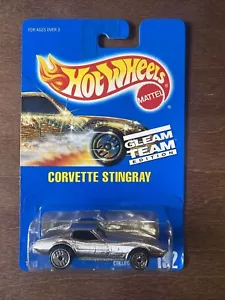 FOR AGES OVER 3
Hot Wheels
MATTEL
GLEAM
TEAM
EDITION
CORVETTE STINGRAY